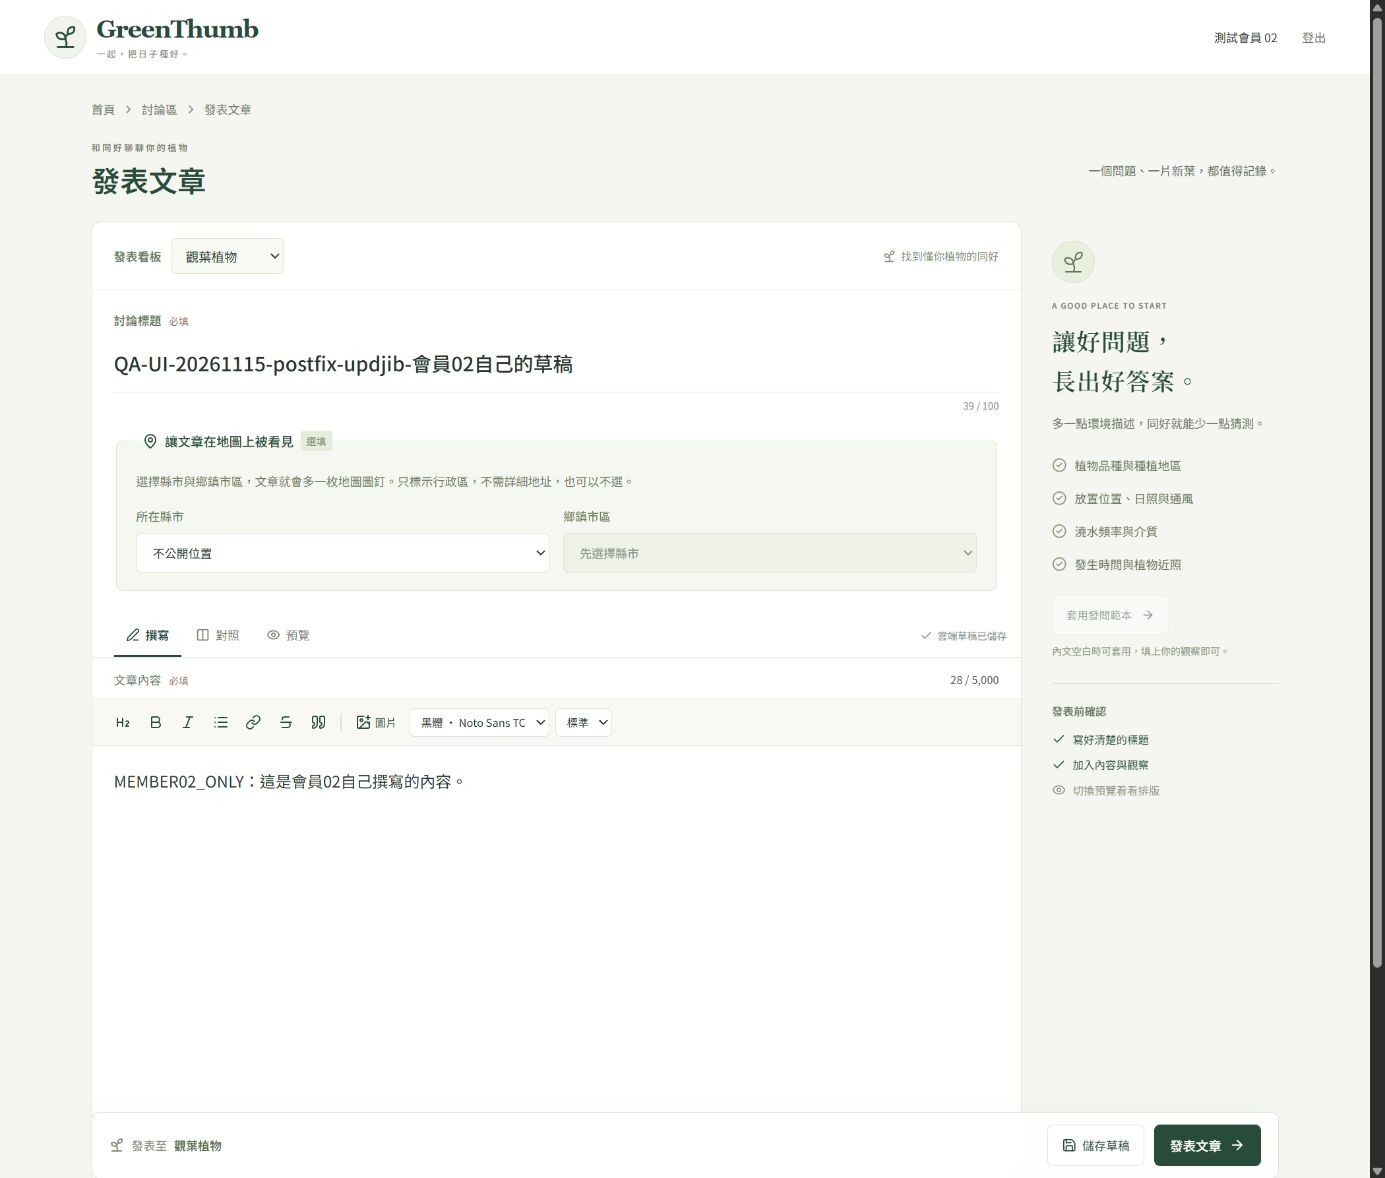 GreenThumb
一起，把日子種好。
測試會員 02
登出
首頁 > 討論區 > 發表文章
和同好聊聊你的植物
發表文章
一個問題、一片新葉，都值得記錄。
發表看板
觀葉植物
找到懂你植物的同好
討論標題 必填
QA-UI-20261115-postfix-updjib-會員02自己的草稿
39 / 100
讓文章在地圖上被看見 選填
選擇縣市與鄉鎮市區，文章就會多一枚地圖圖釘。只標示行政區，不需詳細地址，也可以不選。
所在縣市
鄉鎮市區
不公開位置
先選擇縣市
撰寫
對照
預覽
雲端草稿已儲存
文章內容 必填
28 / 5,000
H2
B
I
S
圖片
黑體 · Noto Sans TC
標準
MEMBER02_ONLY：這是會員02自己撰寫的內容。
A GOOD PLACE TO START
讓好問題，
長出好答案。
多一點環境描述，同好就能少一點猜測。
植物品種與種植地區
放置位置、日照與通風
澆水頻率與介質
發生時間與植物近照
套用發問範本
內文空白時可套用，填上你的觀察即可。
發表前確認
寫好清楚的標題
加入內容與觀察
切換預覽看看排版
發表至 觀葉植物
儲存草稿
發表文章